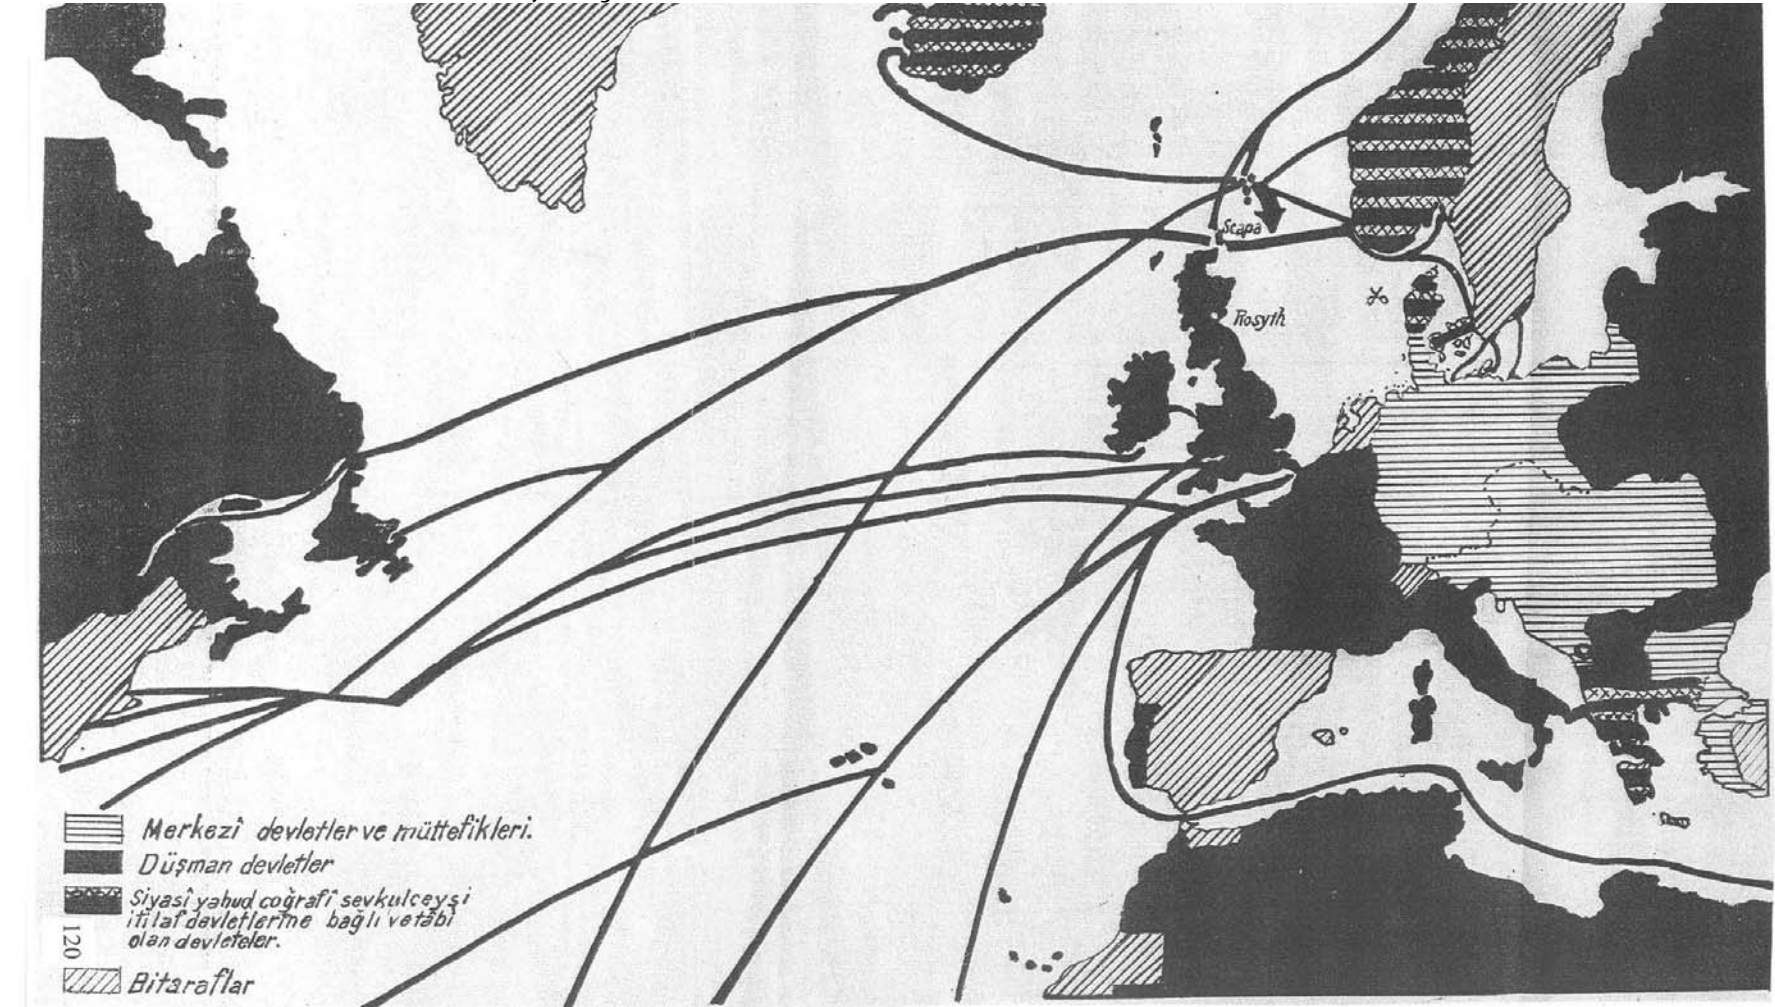 Scapa
Rosyth
Merkezî devletler ve müttefikleri.
Düşman devletler
Siyasî yahud coğrafî sevkulceyşi
itilaf devletlerine bağlı ve tâbi
olan devleteler.
120
Bitaraflar